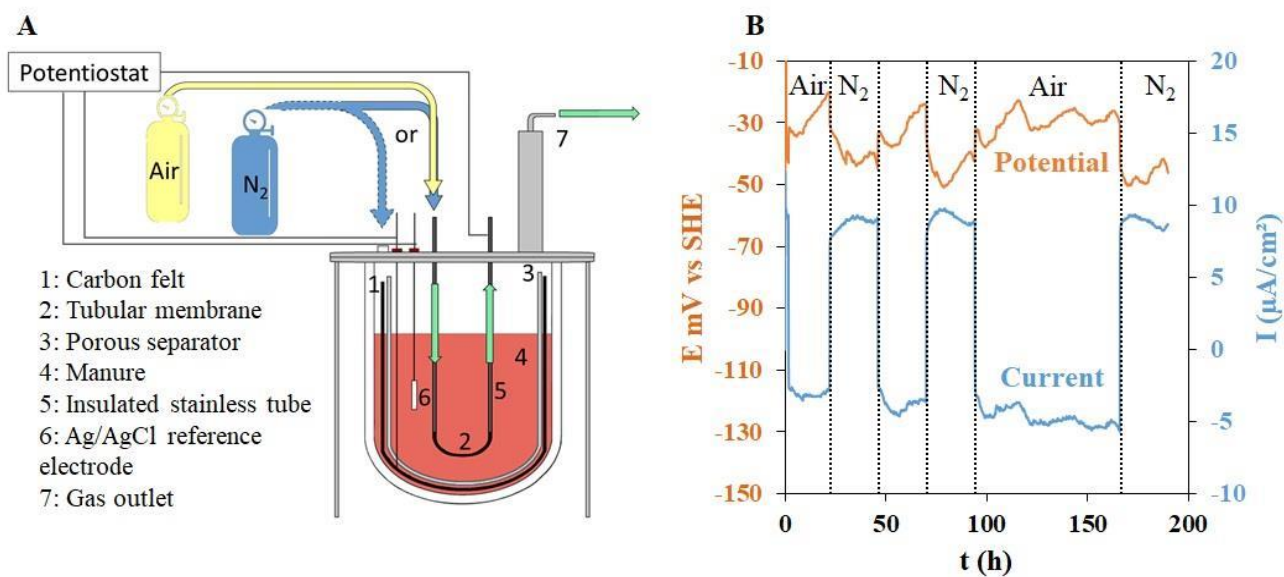 A
Potentiostat
Air
N2
or
7
1
3
4
6
5
2
1: Carbon felt
2: Tubular membrane
3: Porous separator
4: Manure
5: Insulated stainless tube
6: Ag/AgCl reference
electrode
7: Gas outlet
B
-10
-30
-50
-70
-90
-110
-130
-150
E mV vs SHE
Air
N2
N2
Air
N2
Potential
Current
20
15
10
5
0
-5
-10
I (µA/cm²)
0
50
100
150
200
t (h)